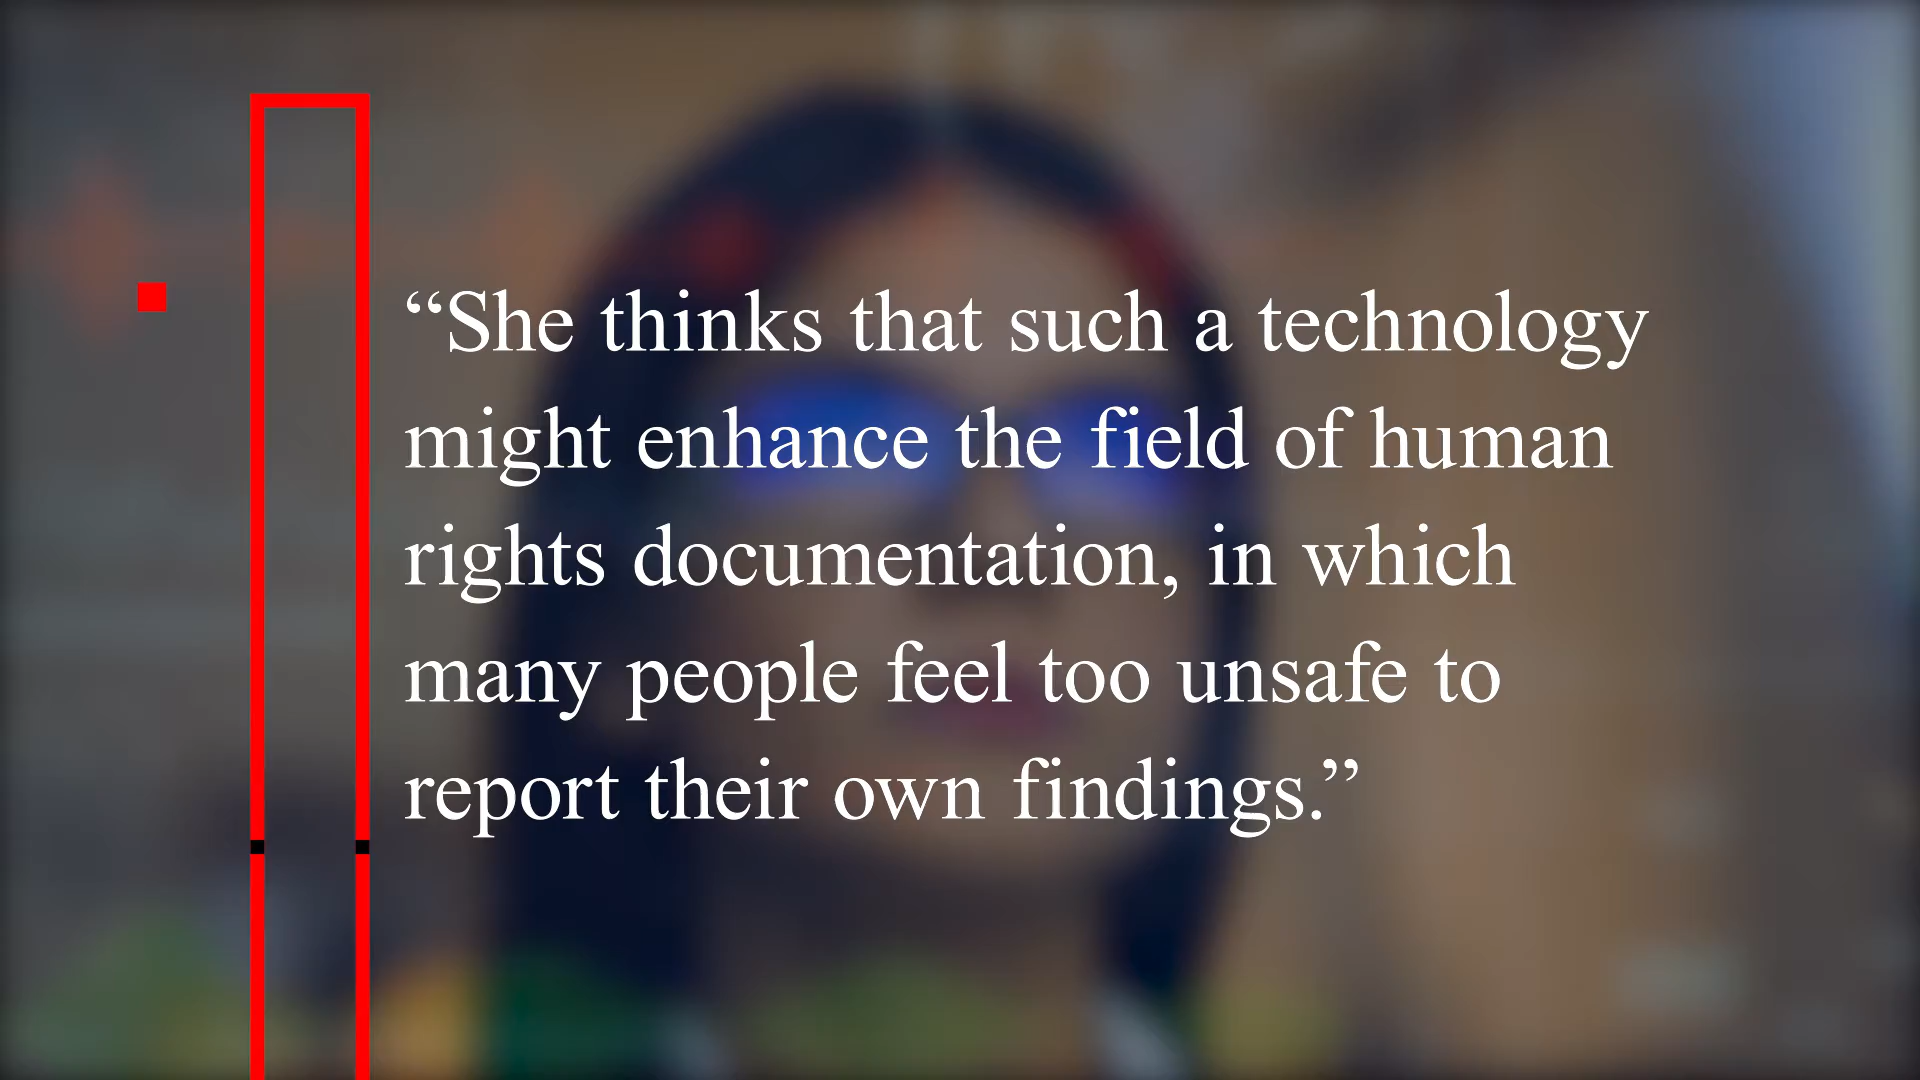 “She thinks that such a technology
might enhance the field of human
rights documentation, in which
many people feel too unsafe to
report their own findings.”